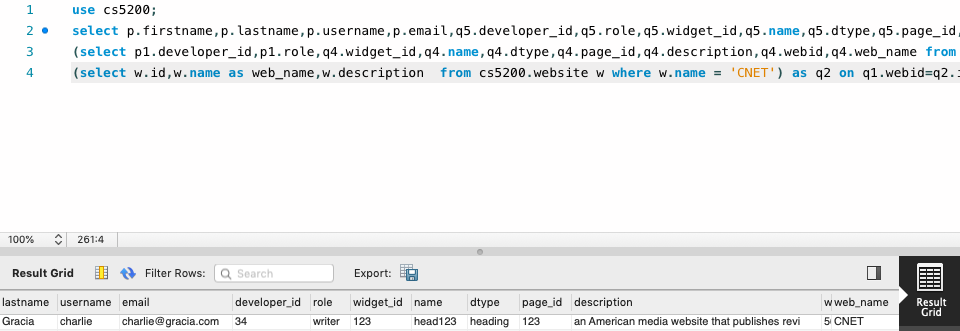 1 use cs5200;
2 select p.firstname,p.lastname,p.username,p.email,q5.developer_id,q5.role,q5.widget_id,q5.name,q5.dtype,q5.page_id,
3 (select p1.developer_id,p1.role,q4.widget_id,q4.name,q4.dtype,q4.page_id,q4.description,q4.webid,q4.web_name from
4 (select w.id,w.name as web_name,w.description  from cs5200.website w where w.name = 'CNET') as q2 on q1.webid=q2.i
100% 261:4
Result Grid Filter Rows: Search Export:
Result
Grid
lastname username email developer_id role widget_id name dtype page_id description w web_name
Gracia charlie charlie@gracia.com 34 writer 123 head123 heading 123 an American media website that publishes revi 5 CNET